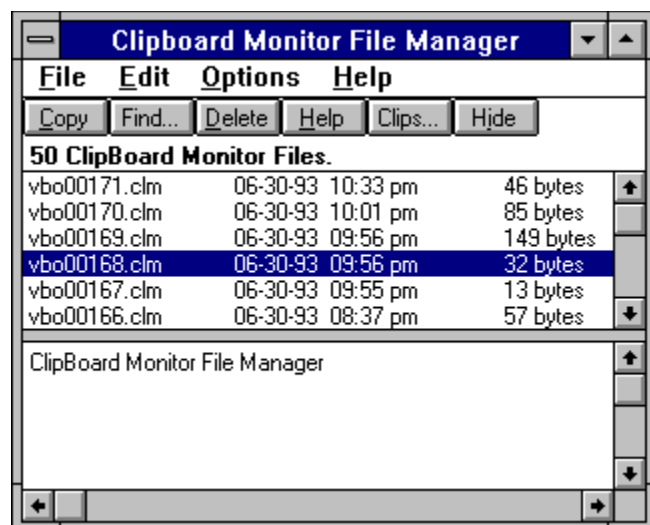 Clipboard Monitor File Manager
File Edit Options Help
Copy Find... Delete Help Clips... Hide
50 ClipBoard Monitor Files.
vbo00171.clm 06-30-93 10:33 pm 46 bytes
vbo00170.clm 06-30-93 10:01 pm 85 bytes
vbo00169.clm 06-30-93 09:56 pm 149 bytes
vbo00168.clm 06-30-93 09:56 pm 32 bytes
vbo00167.clm 06-30-93 09:55 pm 13 bytes
vbo00166.clm 06-30-93 08:37 pm 57 bytes
ClipBoard Monitor File Manager